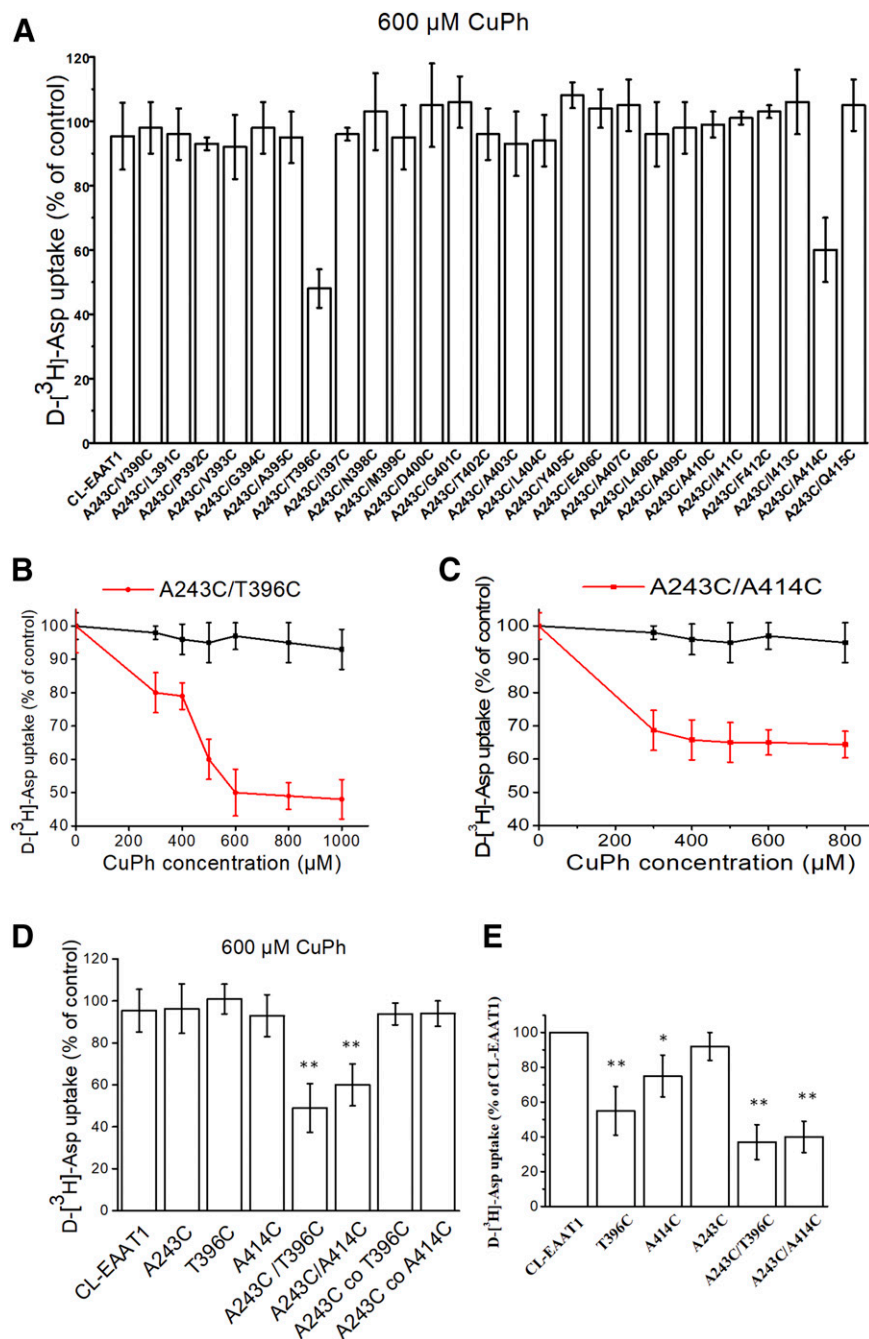 A
600 µM CuPh
D-[³H]-Asp uptake (% of control)
120
100
80
60
40
20
0
CL-EAAT1
A243C/V390C
A243C/L391C
A243C/P392C
A243C/V393C
A243C/G394C
A243C/A395C
A243C/T396C
A243C/I397C
A243C/N398C
A243C/M399C
A243C/D400C
A243C/G401C
A243C/T402C
A243C/A403C
A243C/L404C
A243C/Y405C
A243C/E406C
A243C/A407C
A243C/L408C
A243C/A409C
A243C/A410C
A243C/I411C
A243C/F412C
A243C/I413C
A243C/A414C
A243C/Q415C
B
A243C/T396C
D-[³H]-Asp uptake (% of control)
100
90
80
70
60
50
40
0 200 400 600 800 1000
CuPh concentration (µM)
C
A243C/A414C
D-[³H]-Asp uptake (% of control)
100
90
80
70
60
50
40
0 200 400 600 800
CuPh concentration (µM)
D
600 µM CuPh
D-[³H]-Asp uptake (% of control)
120
100
80
60
40
20
0
** **
CL-EAAT1
A243C
T396C
A414C
A243C /T396C
A243C/A414C
A243C co T396C
A243C co A414C
E
D-[³H]-Asp uptake (% of CL-EAAT1)
100
80
60
40
20
0
** * ** **
CL-EAAT1
T396C
A414C
A243C
A243C/T396C
A243C/A414C